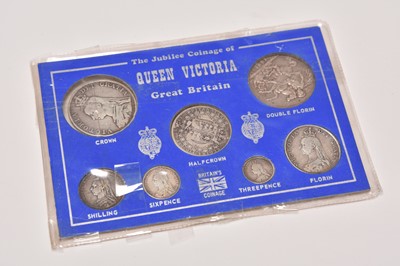 The Jubilee Coinage of
QUEEN VICTORIA
Great Britain
CROWN
DOUBLE FLORIN
HALFCROWN
SHILLING
SIXPENCE
BRITAIN'S
COINAGE
THREEPENCE
FLORIN